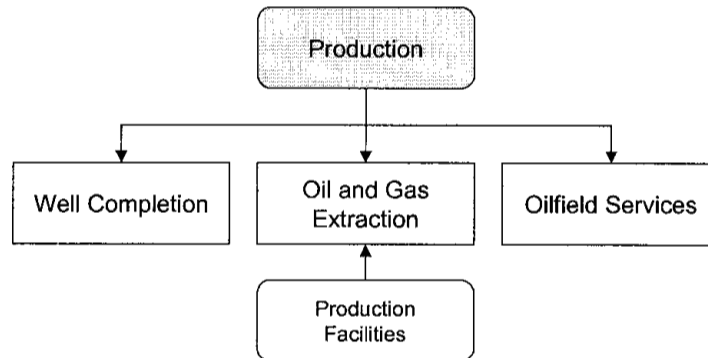 Production
Well Completion
Oil and Gas
Extraction
Oilfield Services
Production
Facilities